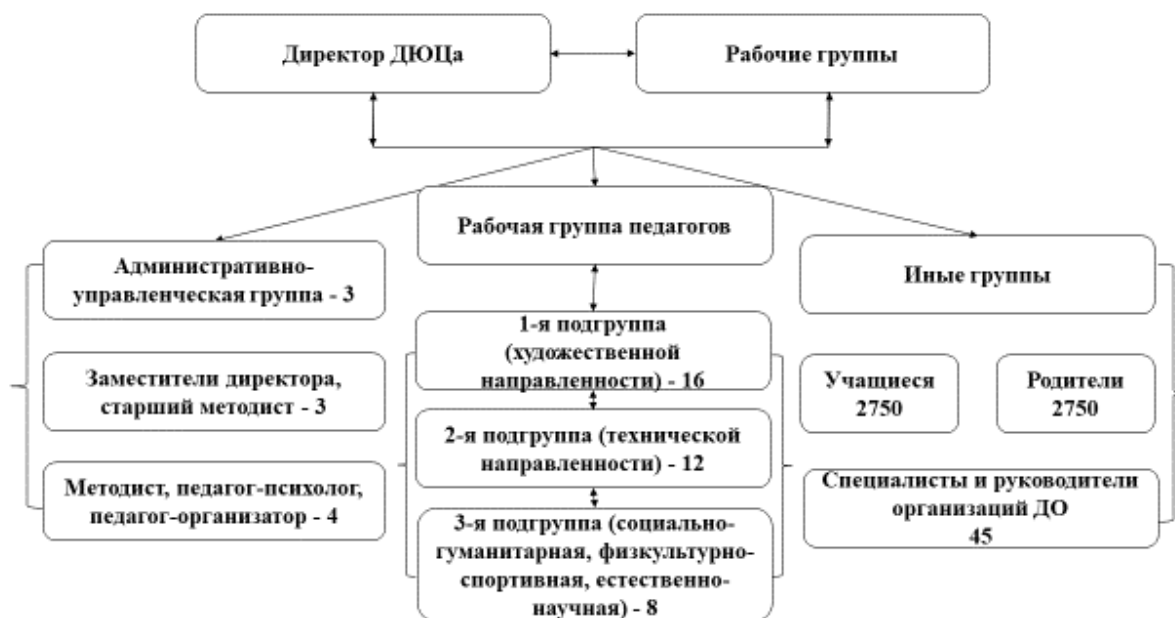 Директор ДЮЦа
Рабочие группы
Рабочая группа педагогов
Административно-
управленческая группа - 3
Иные группы
1-я подгруппа
(художественной
направленности) - 16
Заместители директора,
старший методист - 3
Учащиеся
2750
Родители
2750
2-я подгруппа (технической
направленности) - 12
Методист, педагог-психолог,
педагог-организатор - 4
Специалисты и руководители
организаций ДО
45
3-я подгруппа (социально-
гуманитарная, физкультурно-
спортивная, естественно-
научная) - 8